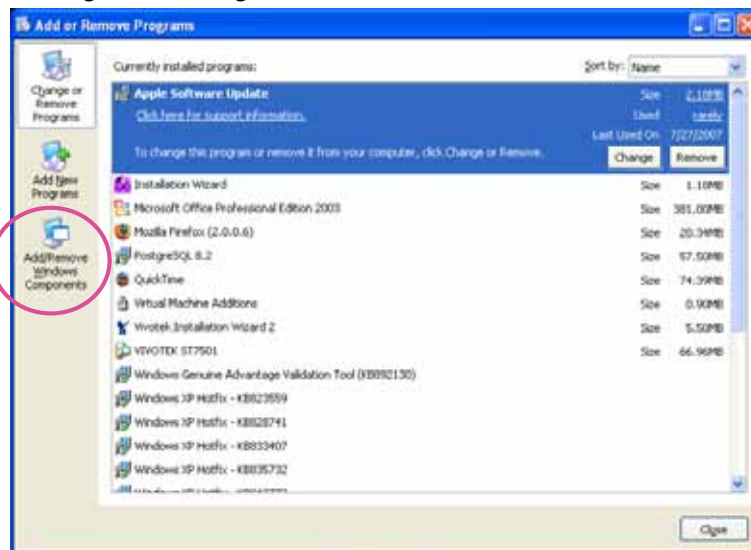 Add or Remove Programs
Change or
Remove
Programs
Add New
Programs
Add/Remove
Windows
Components
Currently installed programs:
Sort by: Name
Apple Software Update
Size 2.18MB
Click here for support information.
Used rarely
Last Used On 7/27/2007
To change this program or remove it from your computer, click Change or Remove.
Change Remove
Installation Wizard Size 1.10MB
Microsoft Office Professional Edition 2003 Size 381.00MB
Mozilla Firefox (2.0.0.6) Size 20.34MB
PostgreSQL 8.2 Size 57.50MB
QuickTime Size 74.39MB
Virtual Machine Additions Size 0.90MB
Vivotek Installation Wizard 2 Size 5.50MB
VIVOTEK ST7501 Size 66.96MB
Windows Genuine Advantage Validation Tool (KB892130)
Windows XP Hotfix - KB823559
Windows XP Hotfix - KB828741
Windows XP Hotfix - KB833407
Windows XP Hotfix - KB835732
Close